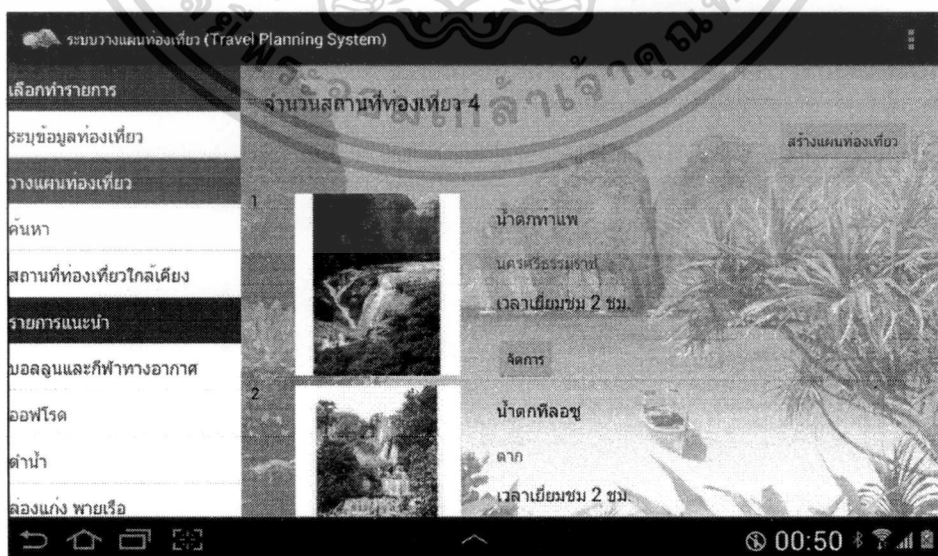 ระบบวางแผนท่องเที่ยว (Travel Planning System)
เลือกทำรายการ
ระบุข้อมูลท่องเที่ยว
วางแผนท่องเที่ยว
ค้นหา
สถานที่ท่องเที่ยวใกล้เคียง
รายการแนะนำ
บอลลูนและกีฬาทางอากาศ
ออฟโรด
ดำน้ำ
ล่องแก่ง พายเรือ
จำนวนสถานที่ท่องเที่ยว 4
สร้างแผนท่องเที่ยว
1
น้ำตกท่าแพ
นครศรีธรรมราช
เวลาเยี่ยมชม 2 ชม.
จัดการ
2
น้ำตกทีลอซู
ตาก
เวลาเยี่ยมชม 2 ชม.
00:50